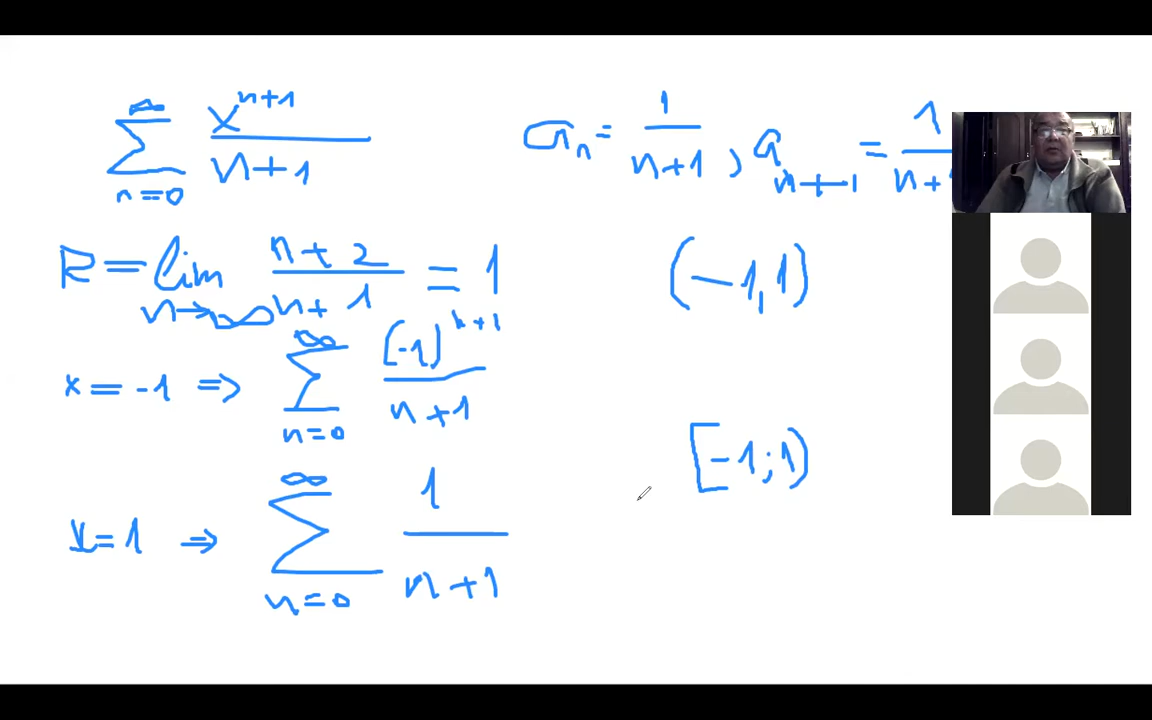 ∞
∑ x^{n+1} / n+1
n=0
a_n = 1 / n+1 , a_{n+1} = 1 / n+
R = lim_{n→∞} n+2 / n+1 = 1
(-1,1)
x = -1 ⇒ ∑_{n=0}^{∞} (-1)^{n+1} / n+1
[-1;1)
x=1 ⇒ ∑_{n=0}^{∞} 1 / n+1